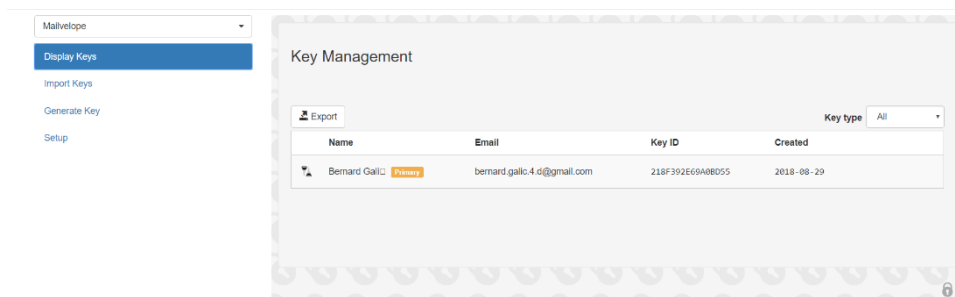 Mailvelope
Display Keys
Import Keys
Generate Key
Setup
Key Management
Export
Key type All
Name Email Key ID Created
Bernard Gali□ Primary bernard.galic.4.d@gmail.com 218F392E69A0BD55 2018-08-29